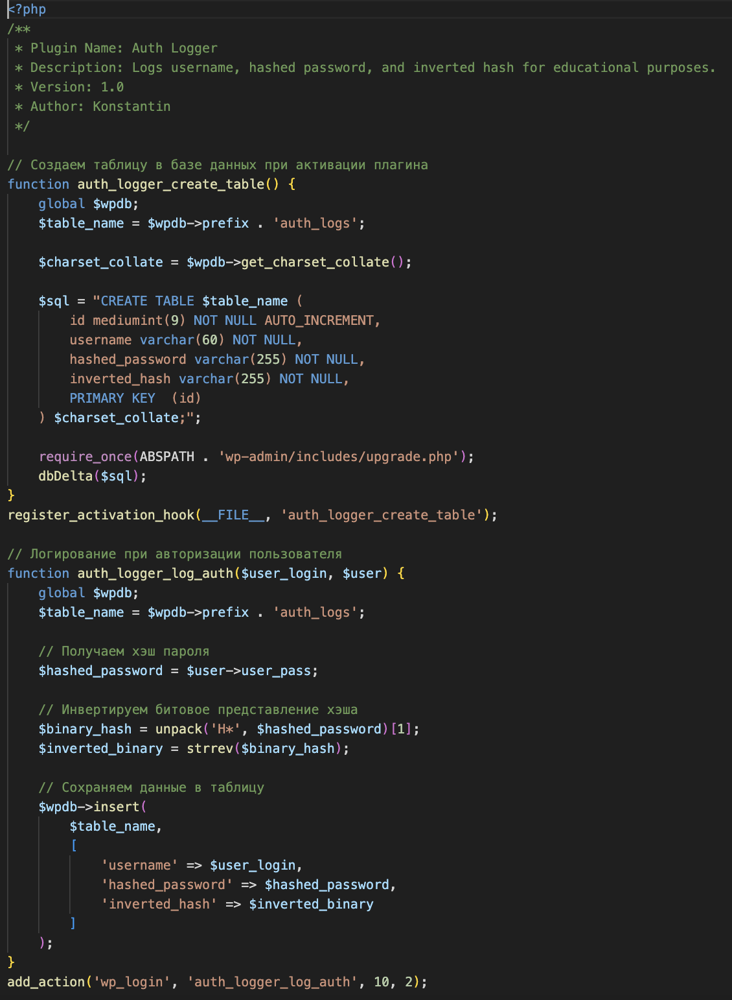 <?php
/**
 * Plugin Name: Auth Logger
 * Description: Logs username, hashed password, and inverted hash for educational purposes.
 * Version: 1.0
 * Author: Konstantin
 */

// Создаем таблицу в базе данных при активации плагина
function auth_logger_create_table() {
    global $wpdb;
    $table_name = $wpdb->prefix . 'auth_logs';

    $charset_collate = $wpdb->get_charset_collate();

    $sql = "CREATE TABLE $table_name (
        id mediumint(9) NOT NULL AUTO_INCREMENT,
        username varchar(60) NOT NULL,
        hashed_password varchar(255) NOT NULL,
        inverted_hash varchar(255) NOT NULL,
        PRIMARY KEY  (id)
    ) $charset_collate;";

    require_once(ABSPATH . 'wp-admin/includes/upgrade.php');
    dbDelta($sql);
}
register_activation_hook(__FILE__, 'auth_logger_create_table');

// Логирование при авторизации пользователя
function auth_logger_log_auth($user_login, $user) {
    global $wpdb;
    $table_name = $wpdb->prefix . 'auth_logs';

    // Получаем хэш пароля
    $hashed_password = $user->user_pass;

    // Инвертируем битовое представление хэша
    $binary_hash = unpack('H*', $hashed_password)[1];
    $inverted_binary = strrev($binary_hash);

    // Сохраняем данные в таблицу
    $wpdb->insert(
        $table_name,
        [
            'username' => $user_login,
            'hashed_password' => $hashed_password,
            'inverted_hash' => $inverted_binary
        ]
    );
}
add_action('wp_login', 'auth_logger_log_auth', 10, 2);